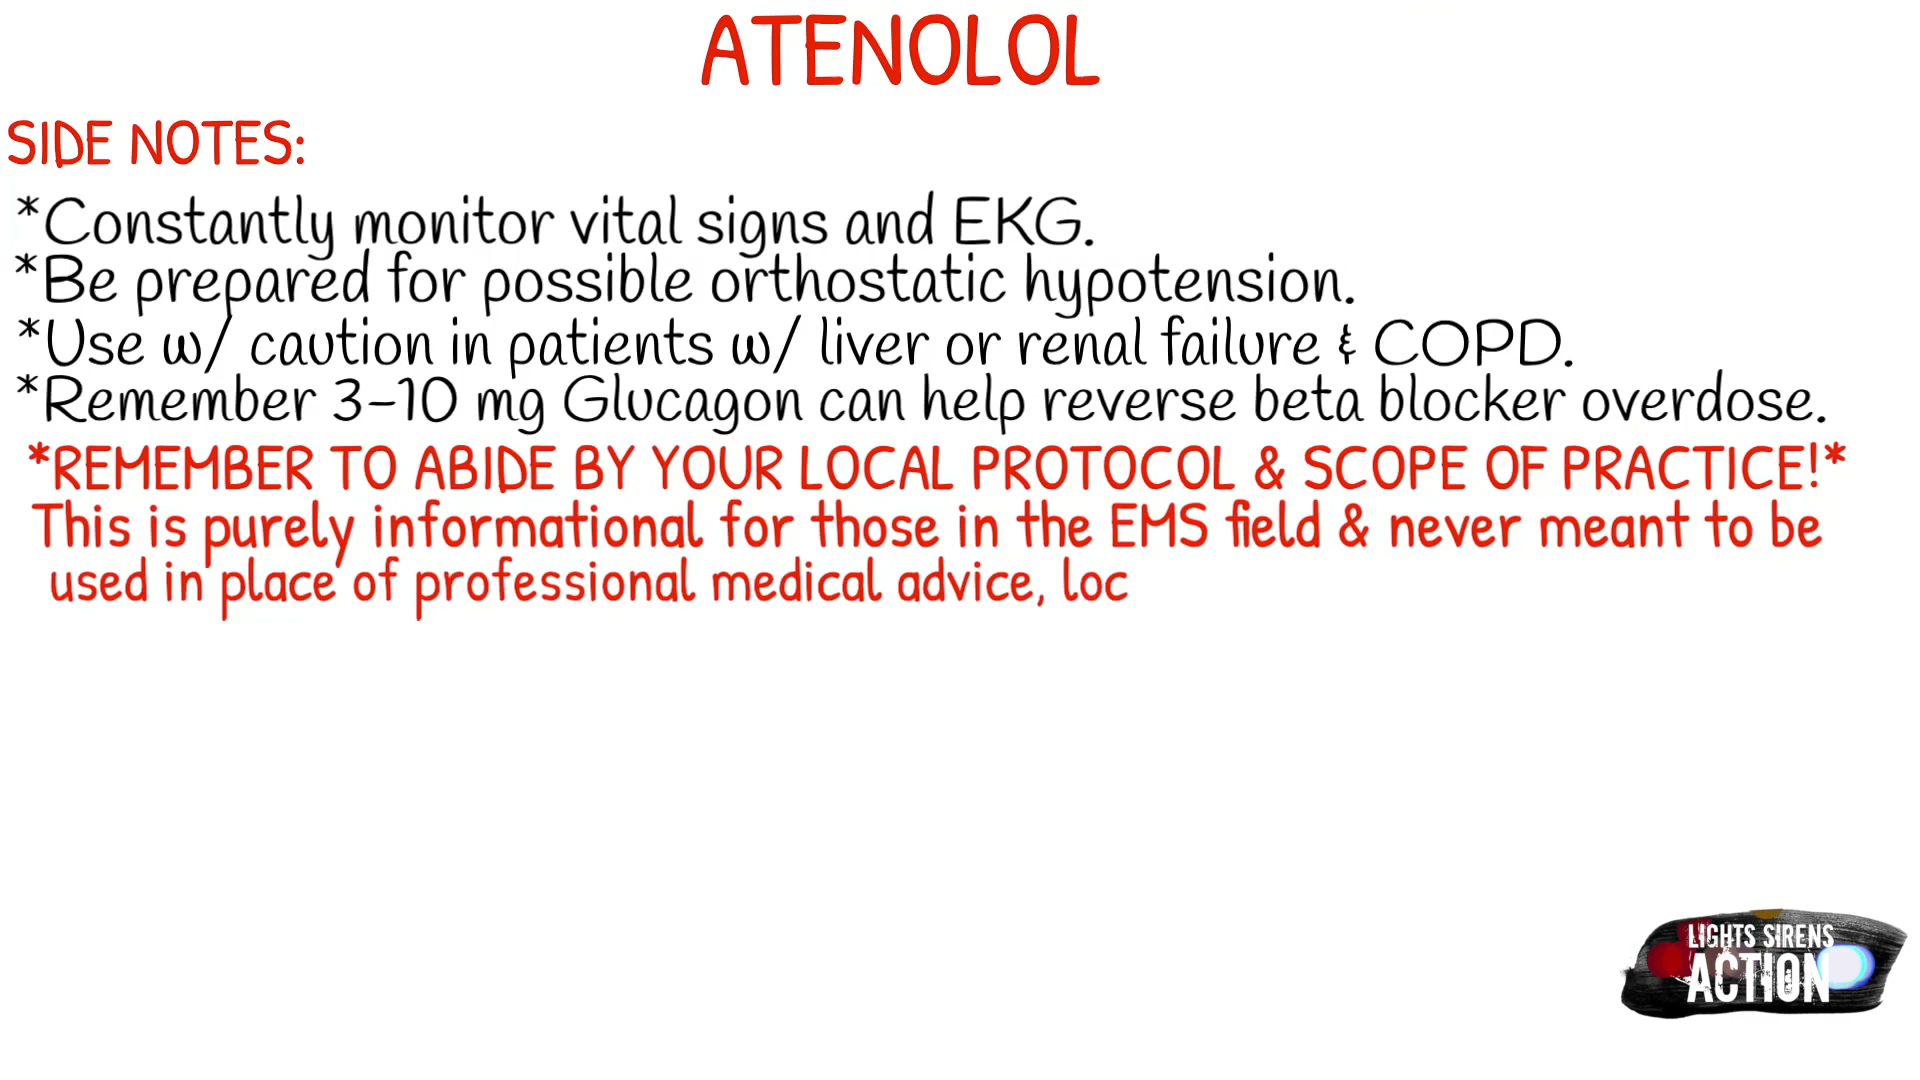 ATENOLOL
SIDE NOTES:
*Constantly monitor vital signs and EKG.
*Be prepared for possible orthostatic hypotension.
*Use w/ caution in patients w/ liver or renal failure & COPD.
*Remember 3-10 mg Glucagon can help reverse beta blocker overdose.
*REMEMBER TO ABIDE BY YOUR LOCAL PROTOCOL & SCOPE OF PRACTICE!*
This is purely informational for those in the EMS field & never meant to be
used in place of professional medical advice, loc
LIGHTS SIRENS
ACTION